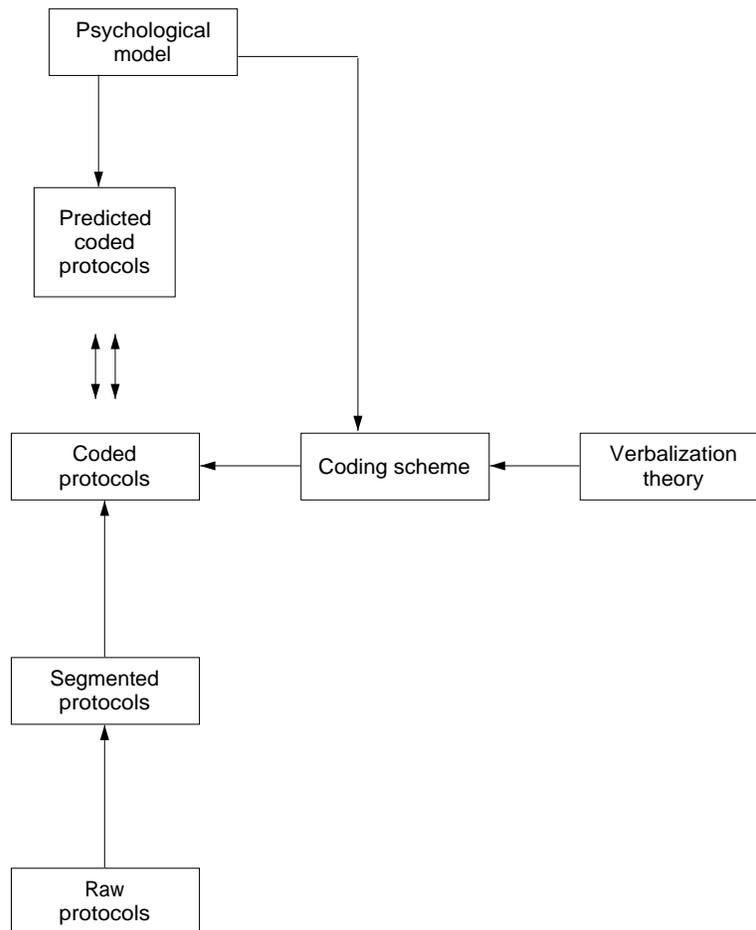 Psychological
model
Predicted
coded
protocols
Coded
protocols
Coding scheme
Verbalization
theory
Segmented
protocols
Raw
protocols